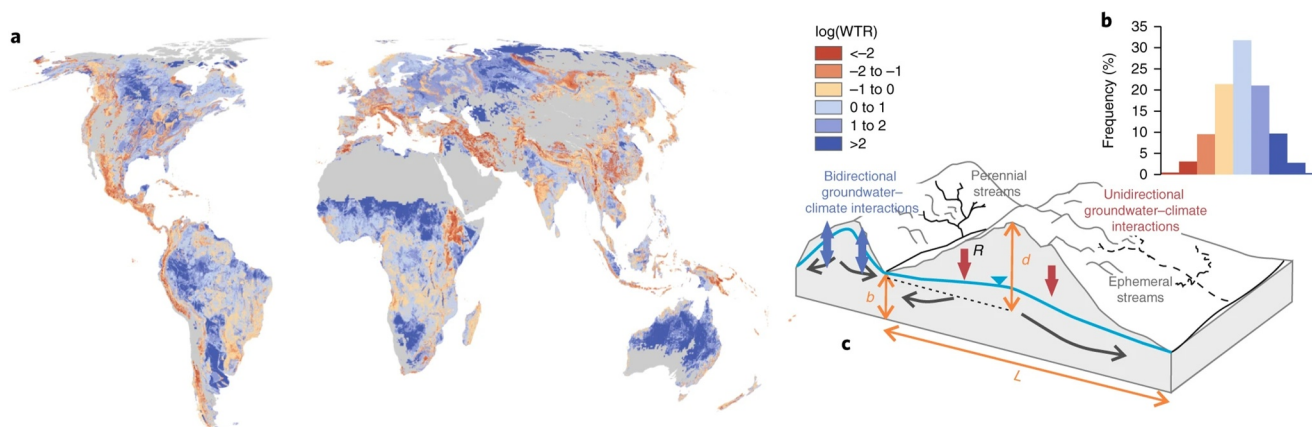 a
log(WTR)
<–2
–2 to –1
–1 to 0
0 to 1
1 to 2
>2
b
Frequency (%)
35
30
25
20
15
10
5
0
Bidirectional
groundwater–
climate interactions
Perennial
streams
Unidirectional
groundwater–climate
interactions
R
d
b
Ephemeral
streams
c
L